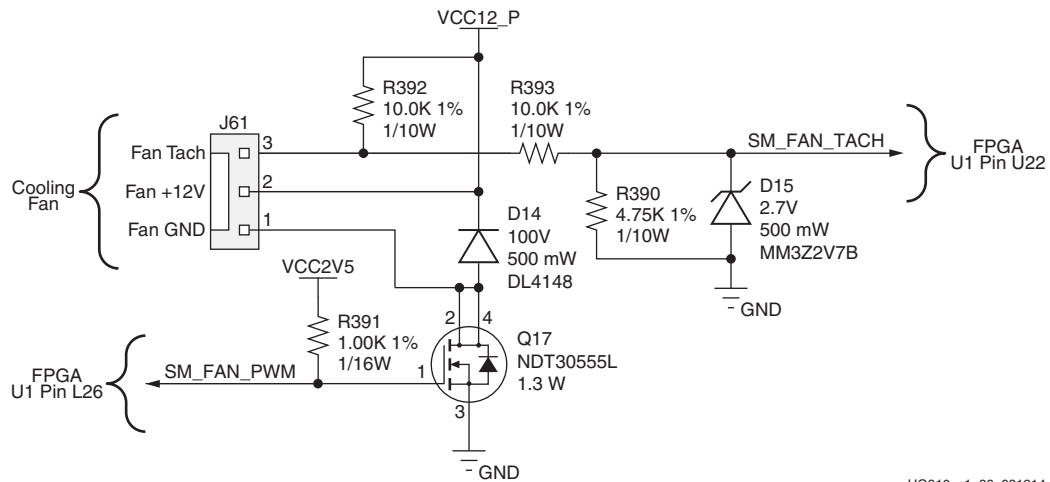 VCC12_P
R392
10.0K 1%
1/10W
R393
10.0K 1%
1/10W
J61
Fan Tach
3
SM_FAN_TACH
FPGA
U1 Pin U22
Cooling
Fan
Fan +12V
2
R390
4.75K 1%
1/10W
D15
2.7V
500 mW
MM3Z2V7B
Fan GND
1
D14
100V
500 mW
DL4148
GND
VCC2V5
R391
1.00K 1%
1/16W
2
4
Q17
NDT30555L
1.3 W
FPGA
U1 Pin L26
SM_FAN_PWM
1
3
GND